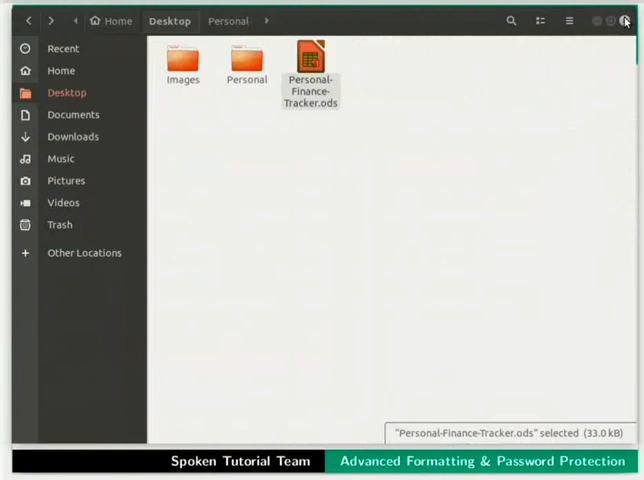 Home
Desktop
Personal
Recent
Home
Desktop
Documents
Downloads
Music
Pictures
Videos
Trash
Other Locations
Images
Personal
Personal-
Finance-
Tracker.ods
"Personal-Finance-Tracker.ods" selected (33.0 kB)
Spoken Tutorial Team
Advanced Formatting & Password Protection